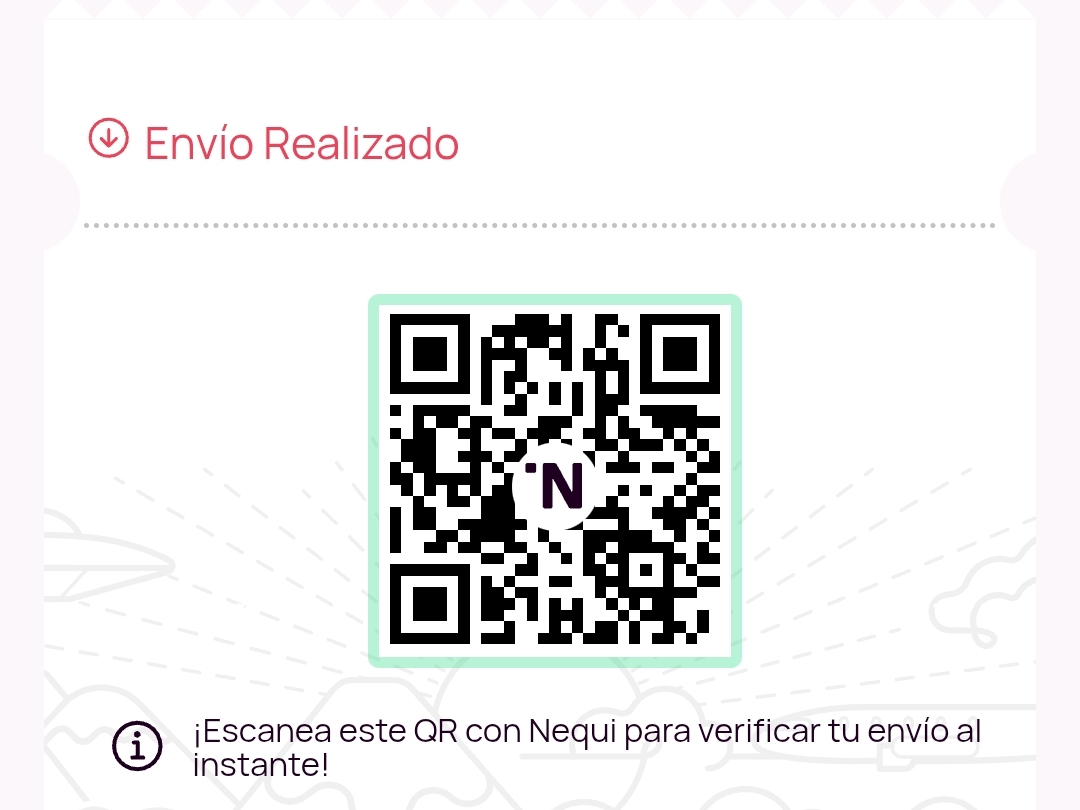 Envío Realizado
N
¡Escanea este QR con Nequi para verificar tu envío al
instante!